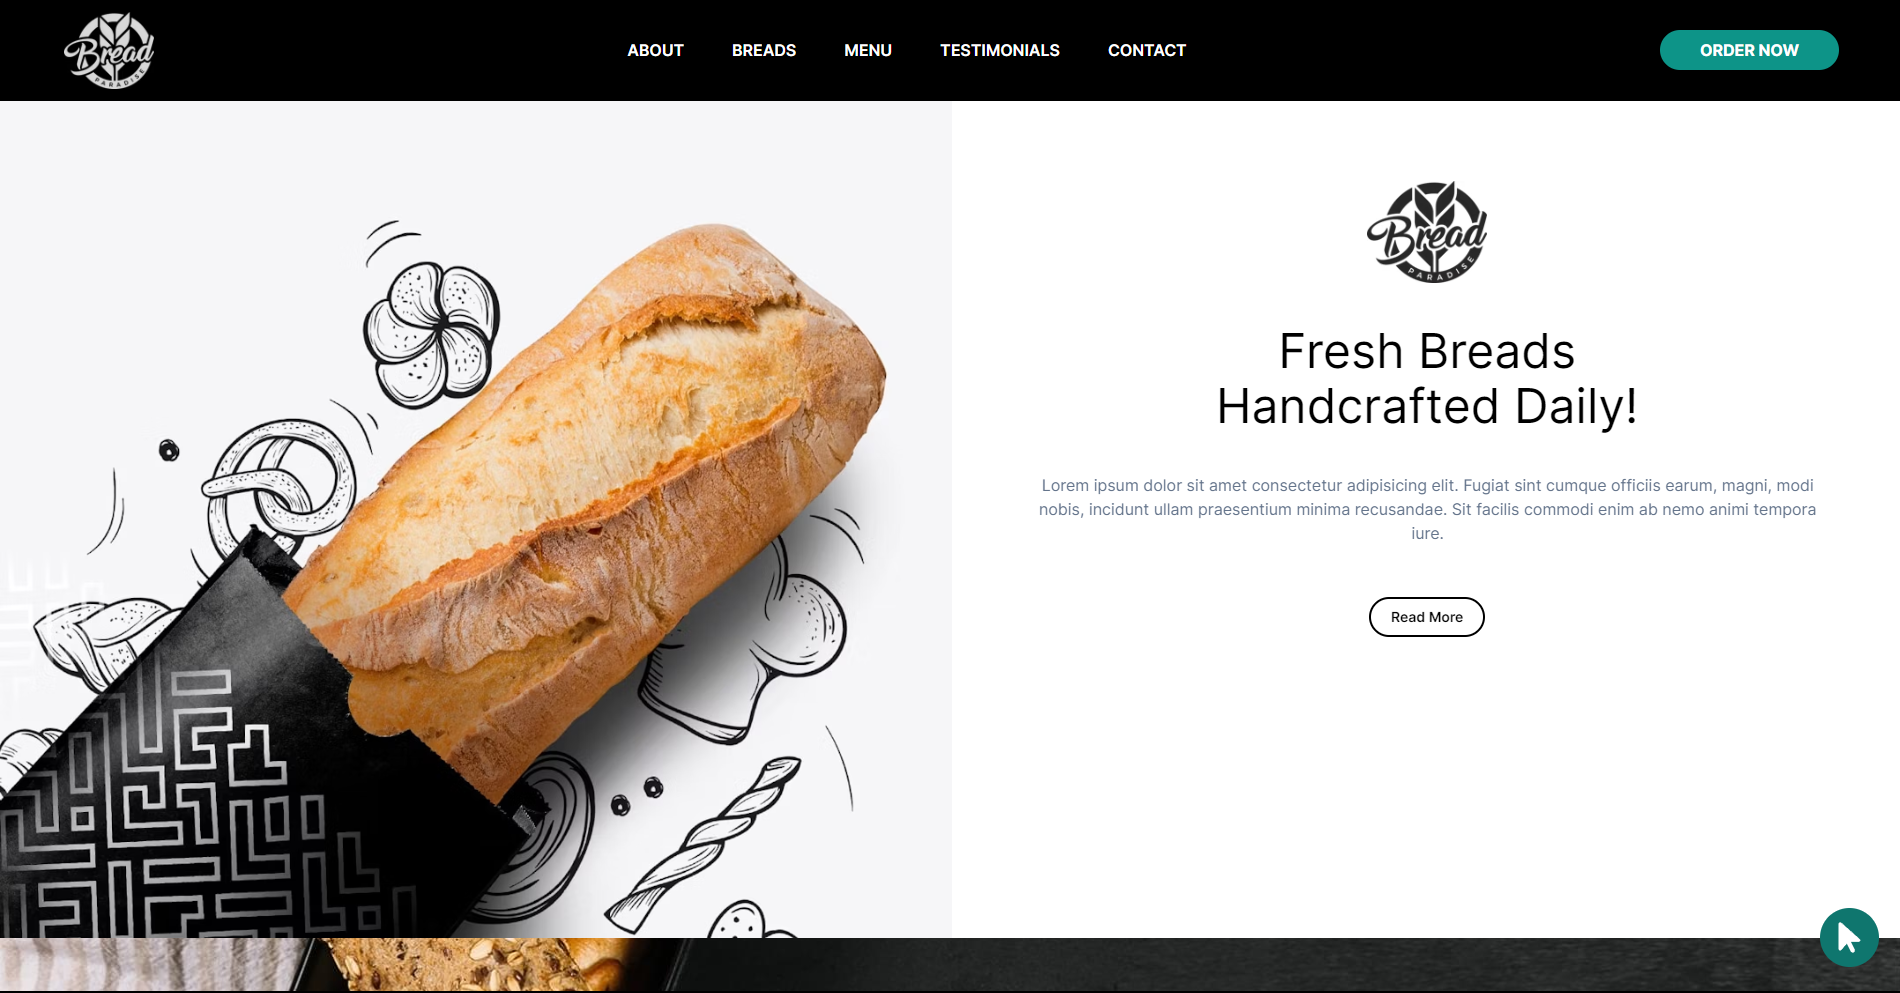 Bread
PARADISE
ABOUT
BREADS
MENU
TESTIMONIALS
CONTACT
ORDER NOW
Bread
PARADISE
Fresh Breads
Handcrafted Daily!
Lorem ipsum dolor sit amet consectetur adipisicing elit. Fugiat sint cumque officiis earum, magni, modi
nobis, incidunt ullam praesentium minima recusandae. Sit facilis commodi enim ab nemo animi tempora
iure.
Read More